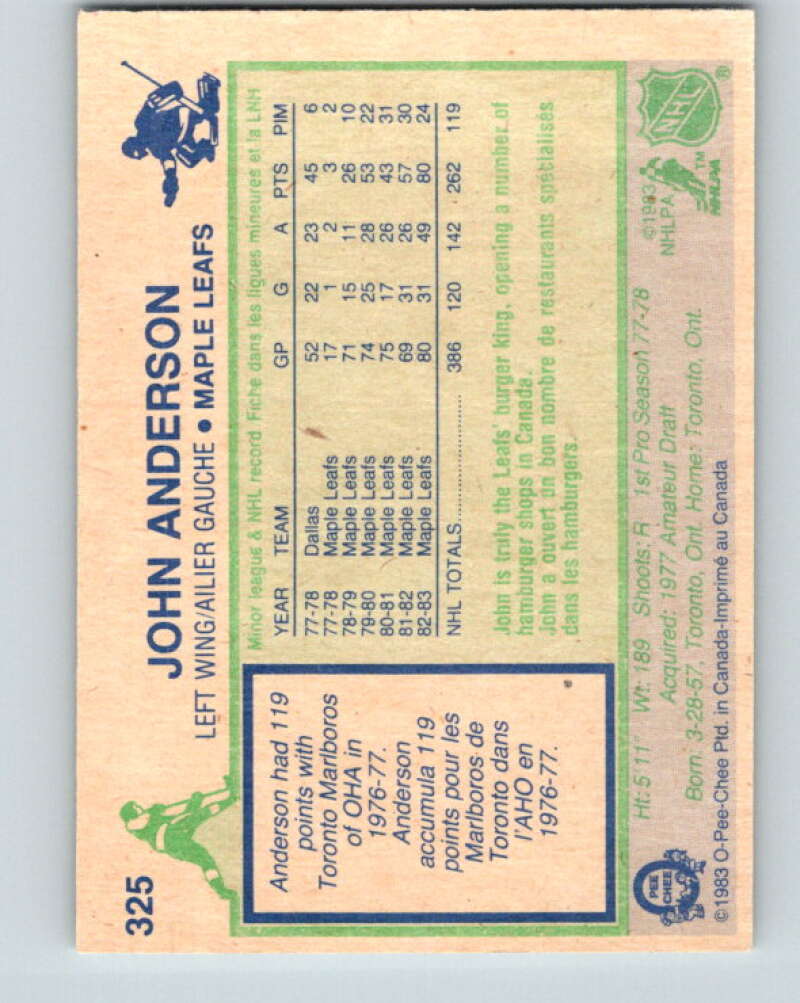 325
JOHN ANDERSON
LEFT WING/AILIER GAUCHE • MAPLE LEAFS
Minor league & NHL record Fiche dans les ligues mineures et la LNH
YEAR TEAM GP G A PTS PIM
77-78 Dallas 52 22 23 45 6
77-78 Maple Leafs 17 1 2 3 2
78-79 Maple Leafs 71 15 11 26 10
79-80 Maple Leafs 74 25 28 53 22
80-81 Maple Leafs 75 17 26 43 31
81-82 Maple Leafs 69 31 26 57 30
82-83 Maple Leafs 80 31 49 80 24
NHL TOTALS 386 120 142 262 119
John is truly the Leafs' burger king, opening a number of
hamburger shops in Canada.
John a ouvert un bon nombre de restaurants spécialisés
dans les hamburgers.
Anderson had 119
points with
Toronto Marlboros
of OHA in
1976-77.
Anderson
accumula 119
points pour les
Marlboros de
Toronto dans
l'AHO en
1976-77.
Ht: 5'11" Wt: 189 Shoots: R 1st Pro Season 77-78
Acquired: 1977 Amateur Draft
Born: 3-28-57, Toronto, Ont. Home: Toronto, Ont.
©1983 O-Pee-Chee Ptd. in Canada-Imprimé au Canada
O
PEE
CHEE
©1983
NHLPA
NHLPA™
NHL®